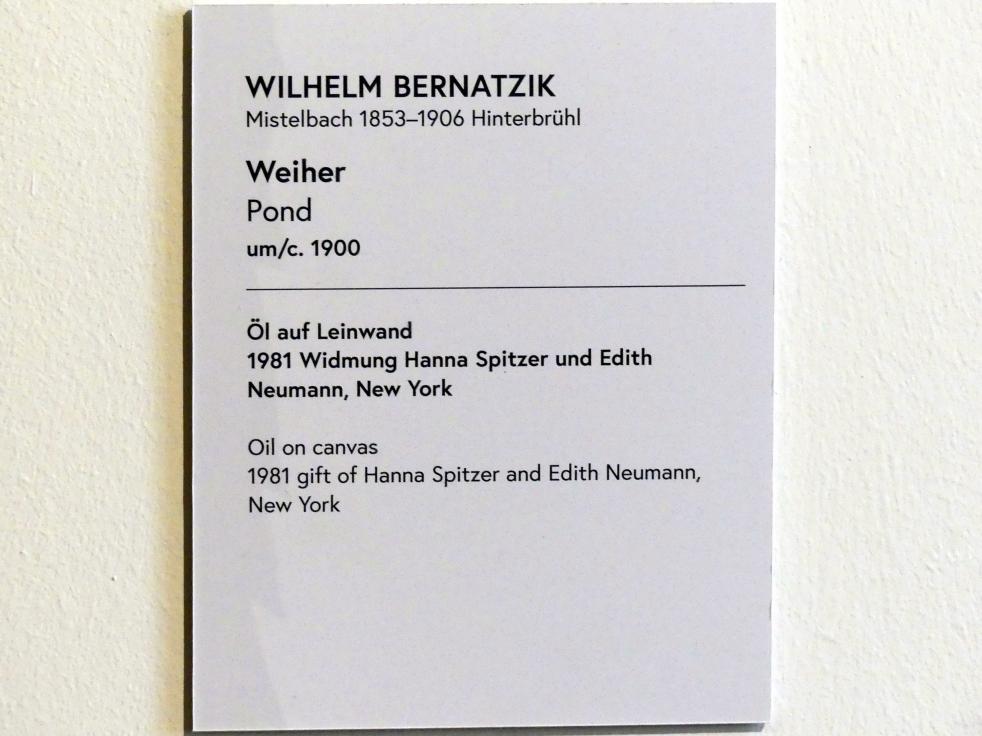 WILHELM BERNATZIK
Mistelbach 1853–1906 Hinterbrühl
Weiher
Pond
um/c. 1900
Öl auf Leinwand
1981 Widmung Hanna Spitzer und Edith
Neumann, New York
Oil on canvas
1981 gift of Hanna Spitzer and Edith Neumann,
New York